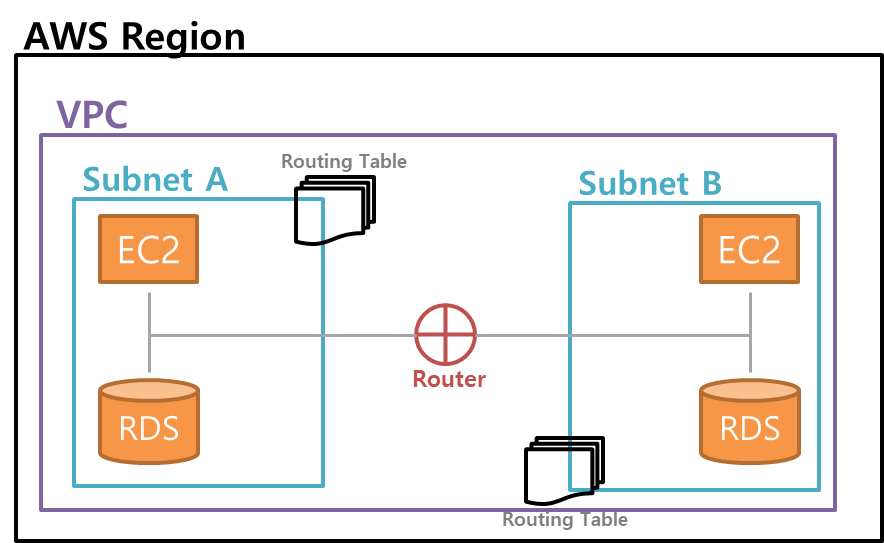 AWS Region
VPC
Routing Table
Subnet A
Subnet B
EC2
EC2
Router
RDS
RDS
Routing Table